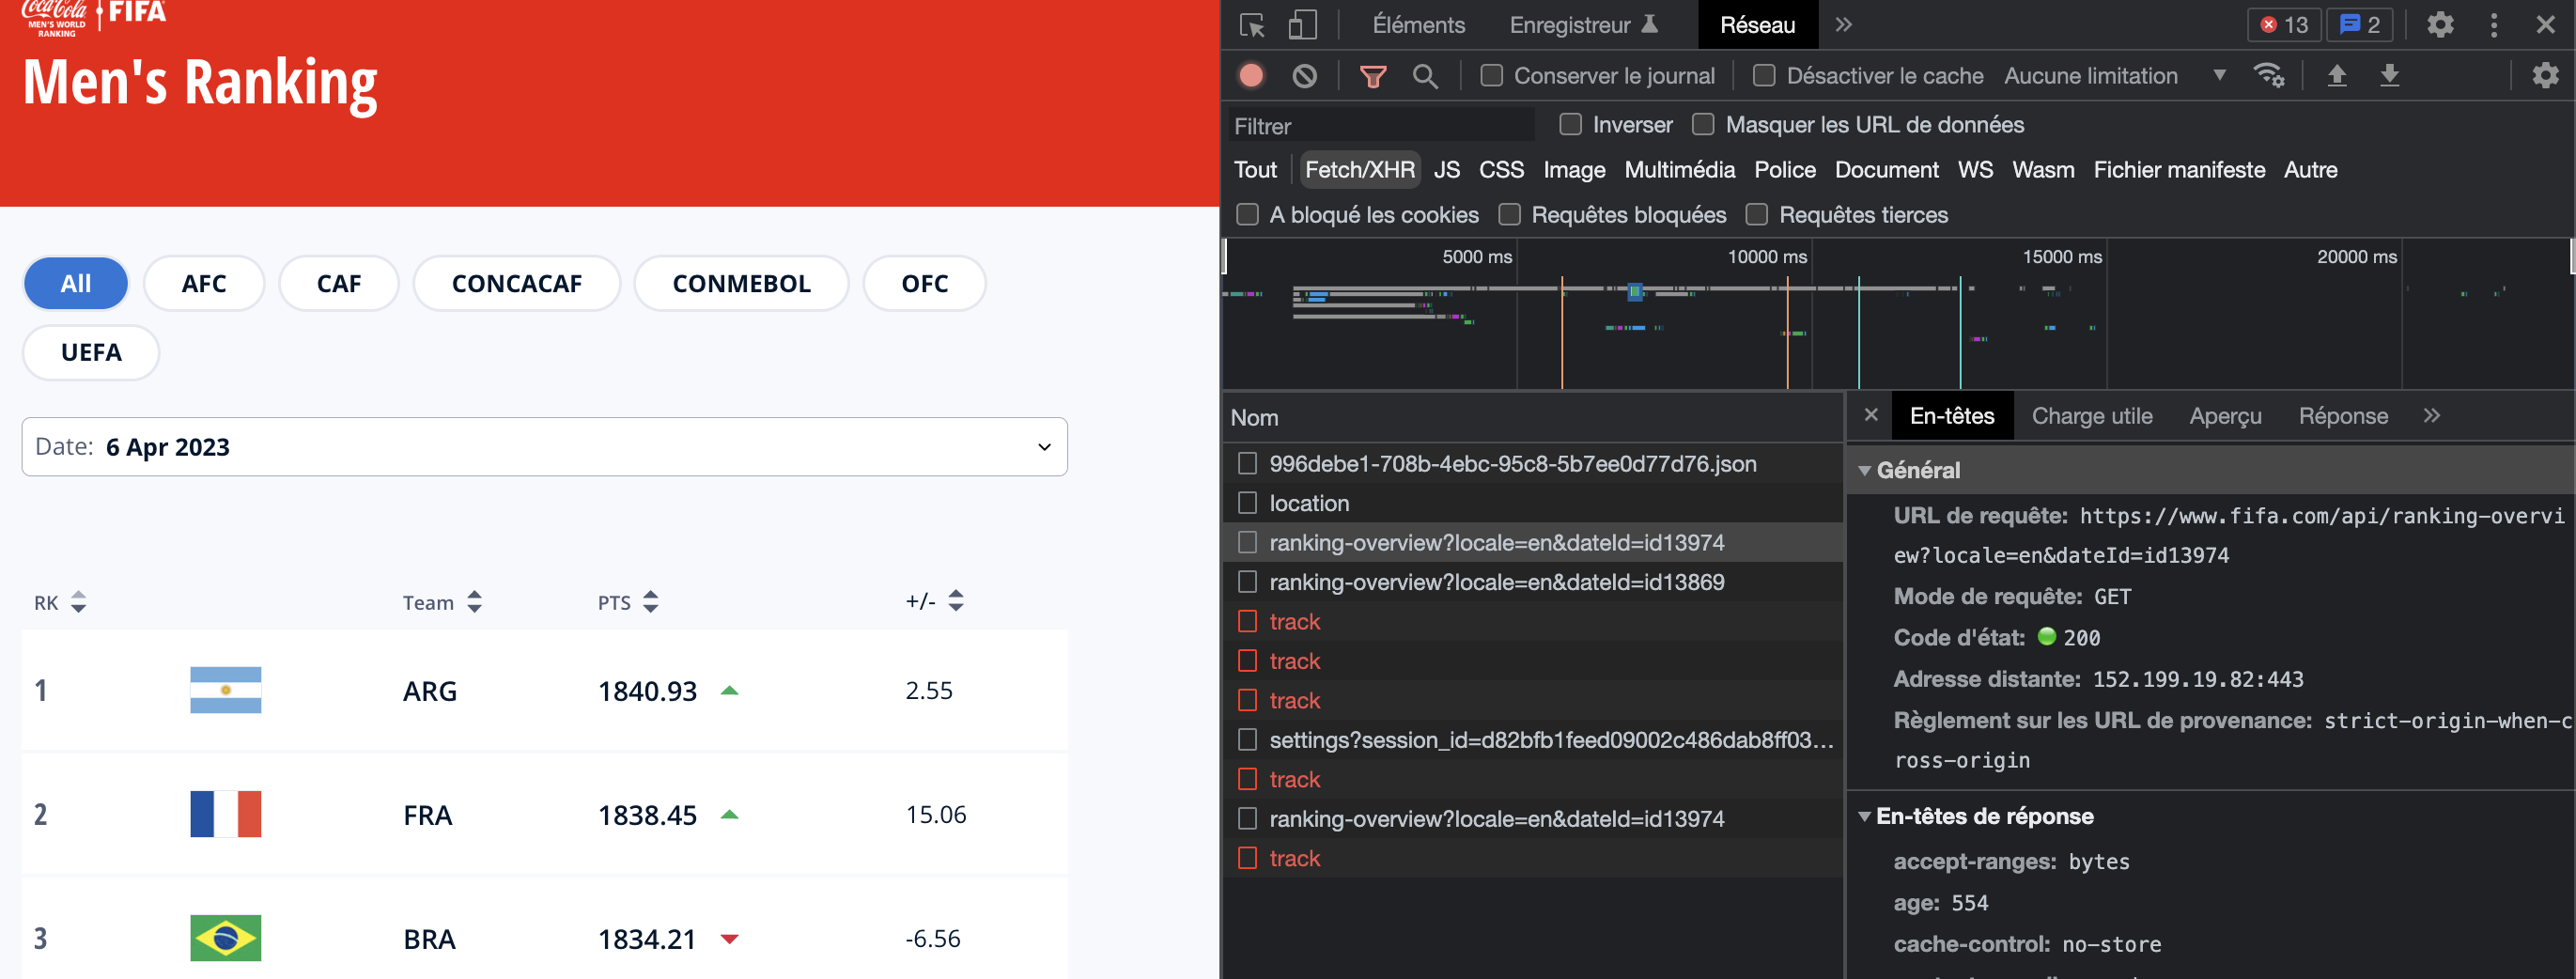 Coca-Cola
MEN'S WORLD
RANKING
FIFA
Men's Ranking
All
AFC
CAF
CONCACAF
CONMEBOL
OFC
UEFA
Date: 6 Apr 2023
RK
Team
PTS
+/-
1
ARG
1840.93
2.55
2
FRA
1838.45
15.06
3
BRA
1834.21
-6.56
Éléments
Enregistreur
Réseau
13
2
Conserver le journal
Désactiver le cache
Aucune limitation
Filtrer
Inverser
Masquer les URL de données
Tout
Fetch/XHR
JS
CSS
Image
Multimédia
Police
Document
WS
Wasm
Fichier manifeste
Autre
A bloqué les cookies
Requêtes bloquées
Requêtes tierces
5000 ms
10000 ms
15000 ms
20000 ms
Nom
996debe1-708b-4ebc-95c8-5b7ee0d77d76.json
location
ranking-overview?locale=en&dateId=id13974
ranking-overview?locale=en&dateId=id13869
track
track
track
settings?session_id=d82bfb1feed09002c486dab8ff03…
track
ranking-overview?locale=en&dateId=id13974
track
En-têtes
Charge utile
Aperçu
Réponse
Général
URL de requête: https://www.fifa.com/api/ranking-overvi
ew?locale=en&dateId=id13974
Mode de requête: GET
Code d'état: 200
Adresse distante: 152.199.19.82:443
Règlement sur les URL de provenance: strict-origin-when-c
ross-origin
En-têtes de réponse
accept-ranges: bytes
age: 554
cache-control: no-store